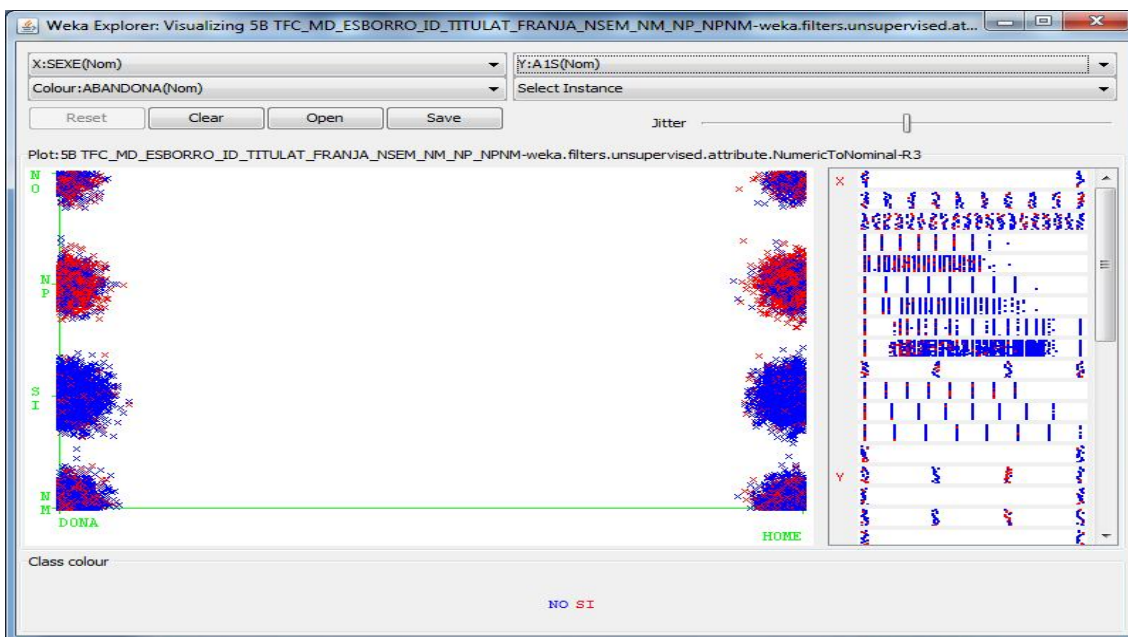 Weka Explorer: Visualizing 5B TFC_MD_ESBORRO_ID_TITULAT_FRANJA_NSEM_NM_NP_NPNM-weka.filters.unsupervised.at...
X:SEXE(Nom)
Y:A1S(Nom)
Colour:ABANDONA(Nom)
Select Instance
Reset
Clear
Open
Save
Jitter
Plot:5B TFC_MD_ESBORRO_ID_TITULAT_FRANJA_NSEM_NM_NP_NPNM-weka.filters.unsupervised.attribute.NumericToNominal-R3
NO
NP
SI
NM
DONA
HOME
X
Y
Class colour
NO SI